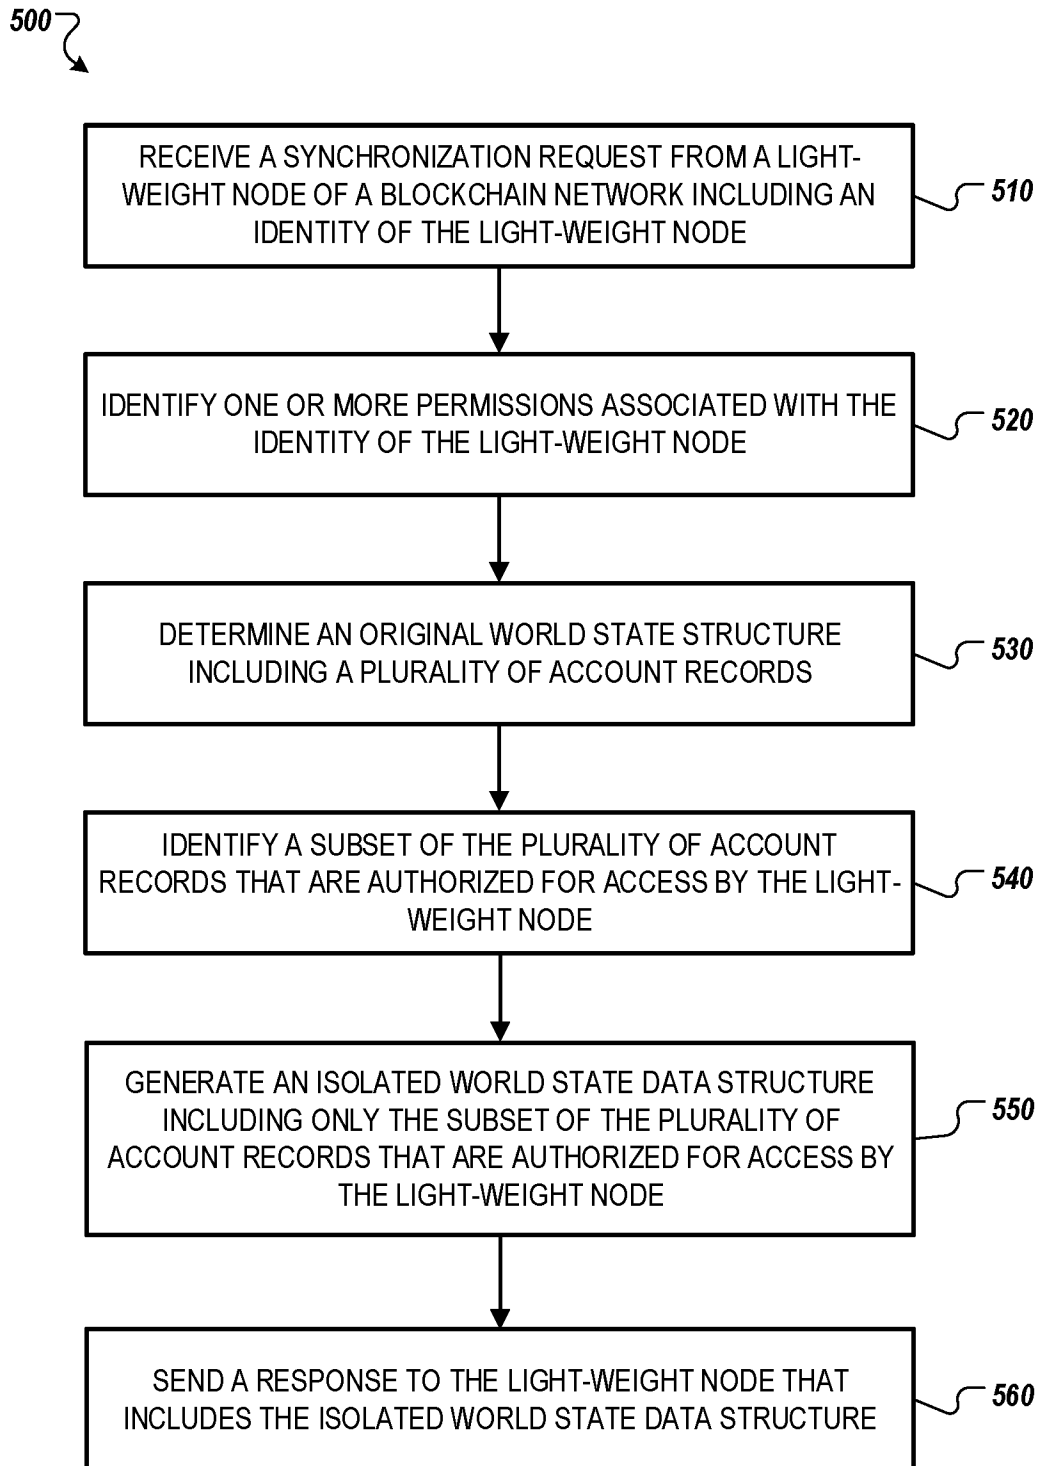 500
RECEIVE A SYNCHRONIZATION REQUEST FROM A LIGHT-
WEIGHT NODE OF A BLOCKCHAIN NETWORK INCLUDING AN
IDENTITY OF THE LIGHT-WEIGHT NODE
510
IDENTIFY ONE OR MORE PERMISSIONS ASSOCIATED WITH THE
IDENTITY OF THE LIGHT-WEIGHT NODE
520
DETERMINE AN ORIGINAL WORLD STATE STRUCTURE
INCLUDING A PLURALITY OF ACCOUNT RECORDS
530
IDENTIFY A SUBSET OF THE PLURALITY OF ACCOUNT
RECORDS THAT ARE AUTHORIZED FOR ACCESS BY THE LIGHT-
WEIGHT NODE
540
GENERATE AN ISOLATED WORLD STATE DATA STRUCTURE
INCLUDING ONLY THE SUBSET OF THE PLURALITY OF
ACCOUNT RECORDS THAT ARE AUTHORIZED FOR ACCESS BY
THE LIGHT-WEIGHT NODE
550
SEND A RESPONSE TO THE LIGHT-WEIGHT NODE THAT
INCLUDES THE ISOLATED WORLD STATE DATA STRUCTURE
560